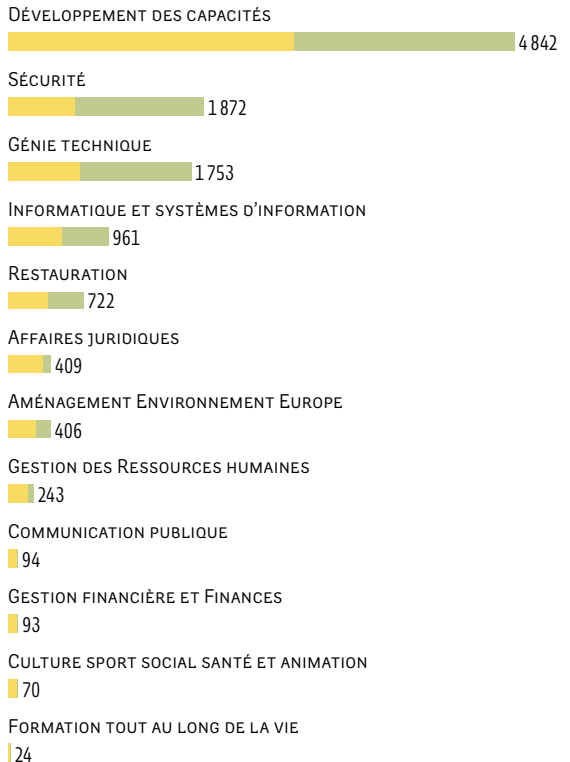 Développement des capacités
4 842
Sécurité
1 872
Génie technique
1 753
Informatique et systèmes d'information
961
Restauration
722
Affaires juridiques
409
Aménagement Environnement Europe
406
Gestion des Ressources humaines
243
Communication publique
94
Gestion financière et Finances
93
Culture sport social santé et animation
70
Formation tout au long de la vie
24